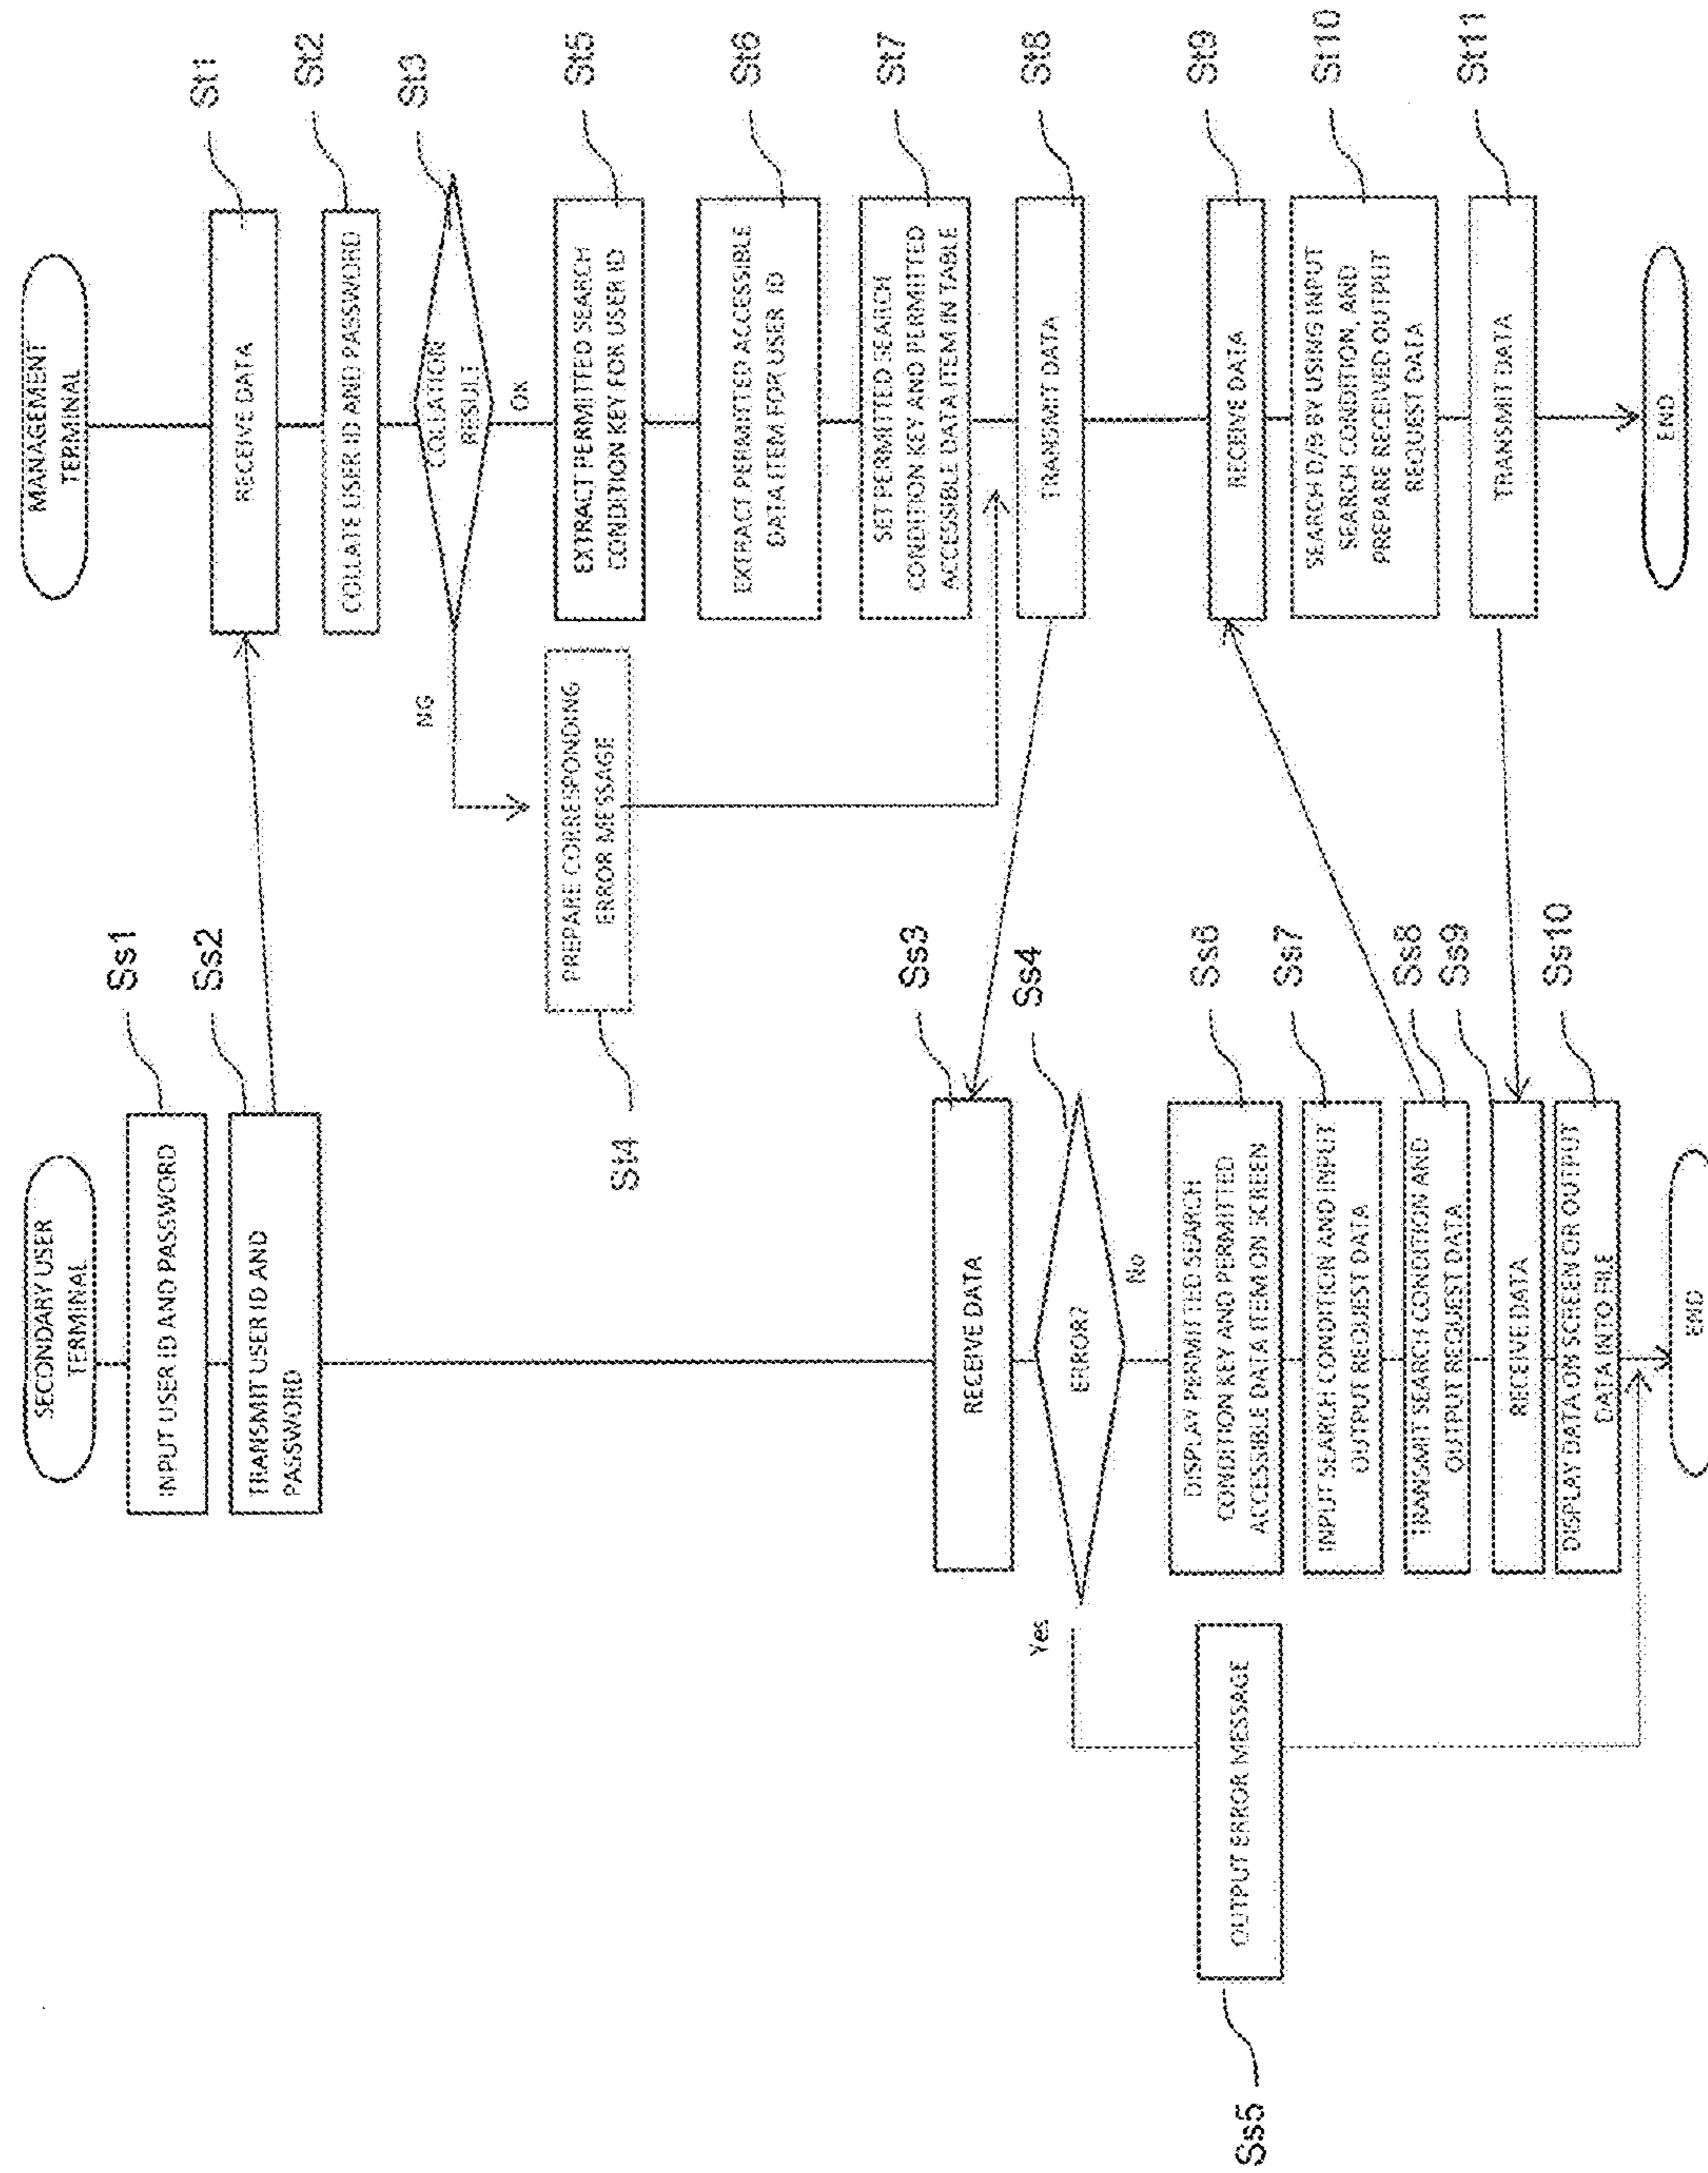 SECONDARY USER
TERMINAL
INPUT USER ID AND PASSWORD
Ss1
TRANSMIT USER ID AND
PASSWORD
Ss2
RECEIVE DATA
Ss3
ERROR?
Ss4
Yes
No
OUTPUT ERROR MESSAGE
Ss5
DISPLAY PERMITTED SEARCH
CONDITION KEY AND PERMITTED
ACCESSIBLE DATA ITEM ON SCREEN
Ss6
INPUT SEARCH CONDITION AND INPUT
OUTPUT REQUEST DATA
Ss7
TRANSMIT SEARCH CONDITION AND
OUTPUT REQUEST DATA
Ss8
RECEIVE DATA
Ss9
DISPLAY DATA ON SCREEN OR OUTPUT
DATA INTO FILE
Ss10
END
MANAGEMENT
TERMINAL
RECEIVE DATA
St1
COLLATE USER ID AND PASSWORD
St2
COLLATION
RESULT
St3
NG
OK
PREPARE CORRESPONDING
ERROR MESSAGE
St4
EXTRACT PERMITTED SEARCH
CONDITION KEY FOR USER ID
St5
EXTRACT PERMITTED ACCESSIBLE
DATA ITEM FOR USER ID
St6
SET PERMITTED SEARCH
CONDITION KEY AND PERMITTED
ACCESSIBLE DATA ITEM IN TABLE
St7
TRANSMIT DATA
St8
RECEIVE DATA
St9
SEARCH D/B BY USING INPUT
SEARCH CONDITION, AND
PREPARE RECEIVED OUTPUT
REQUEST DATA
St10
TRANSMIT DATA
St11
END